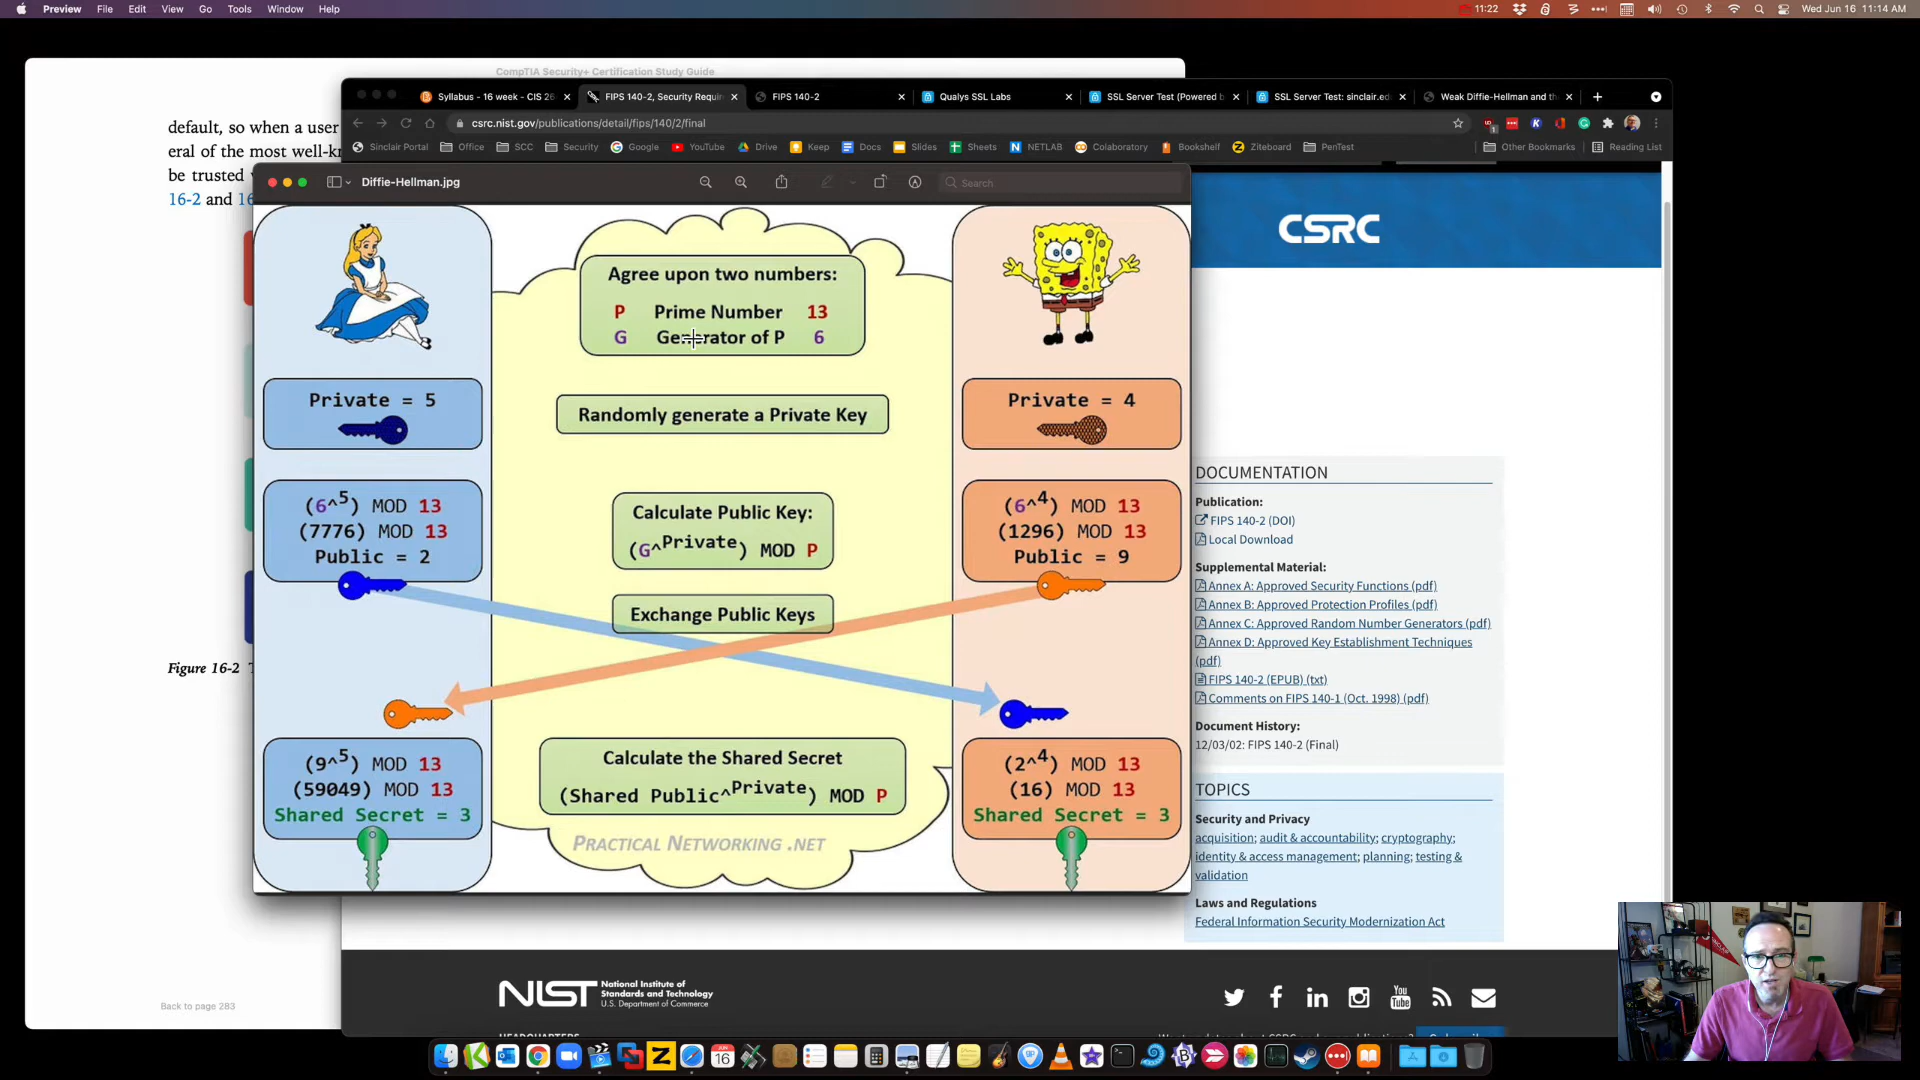 Preview File Edit View Go Tools Window Help 11:22 Wed Jun 16 11:14 AM
CompTIA Security+ Certification Study Guide
Syllabus - 16 week - CIS 26 FIPS 140-2, Security Requir FIPS 140-2 Qualys SSL Labs SSL Server Test (Powered b SSL Server Test: sinclair.ed Weak Diffie-Hellman and th
csrc.nist.gov/publications/detail/fips/140/2/final
Sinclair Portal Office SCC Security Google YouTube Drive Keep Docs Slides Sheets NETLAB Colaboratory Bookshelf Ziteboard PenTest Other Bookmarks Reading List
default, so when a user
eral of the most well-kn
be trusted
16-2 and 16
Diffie-Hellman.jpg Search
CSRC
Agree upon two numbers:
P Prime Number 13
G Generator of P 6
Private = 5 Randomly generate a Private Key Private = 4
(6^5) MOD 13
(7776) MOD 13
Public = 2
Calculate Public Key:
(G^Private) MOD P
(6^4) MOD 13
(1296) MOD 13
Public = 9
Exchange Public Keys
(9^5) MOD 13
(59049) MOD 13
Shared Secret = 3
Calculate the Shared Secret
(Shared Public^Private) MOD P
(2^4) MOD 13
(16) MOD 13
Shared Secret = 3
PRACTICAL NETWORKING .NET
DOCUMENTATION
Publication:
FIPS 140-2 (DOI)
Local Download
Supplemental Material:
Annex A: Approved Security Functions (pdf)
Annex B: Approved Protection Profiles (pdf)
Annex C: Approved Random Number Generators (pdf)
Annex D: Approved Key Establishment Techniques
(pdf)
FIPS 140-2 (EPUB) (txt)
Comments on FIPS 140-1 (Oct. 1998) (pdf)
Document History:
12/03/02: FIPS 140-2 (Final)
TOPICS
Security and Privacy
acquisition; audit & accountability; cryptography;
identity & access management; planning; testing &
validation
Laws and Regulations
Federal Information Security Modernization Act
Figure 16-2
Back to page 283
NIST National Institute of
Standards and Technology
U.S. Department of Commerce
HEADQUARTERS
You
Tube
JUN
16